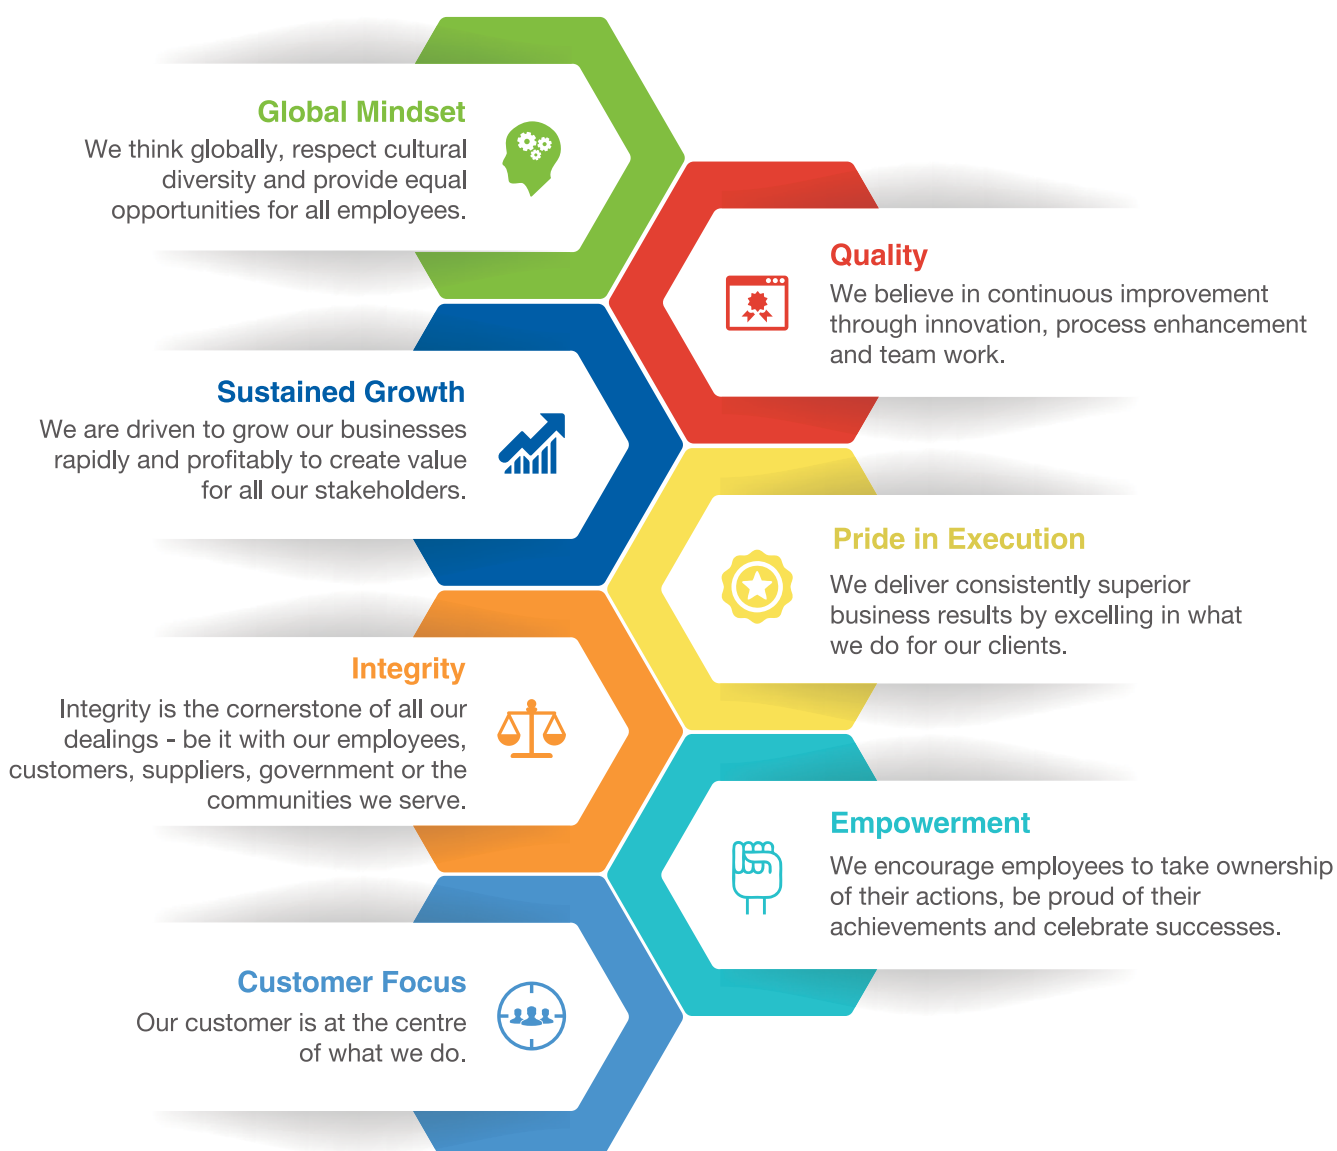 Global Mindset
We think globally, respect cultural
diversity and provide equal
opportunities for all employees.
Quality
We believe in continuous improvement
through innovation, process enhancement
and team work.
Sustained Growth
We are driven to grow our businesses
rapidly and profitably to create value
for all our stakeholders.
Pride in Execution
We deliver consistently superior
business results by excelling in what
we do for our clients.
Integrity
Integrity is the cornerstone of all our
dealings - be it with our employees,
customers, suppliers, government or the
communities we serve.
Empowerment
We encourage employees to take ownership
of their actions, be proud of their
achievements and celebrate successes.
Customer Focus
Our customer is at the centre
of what we do.